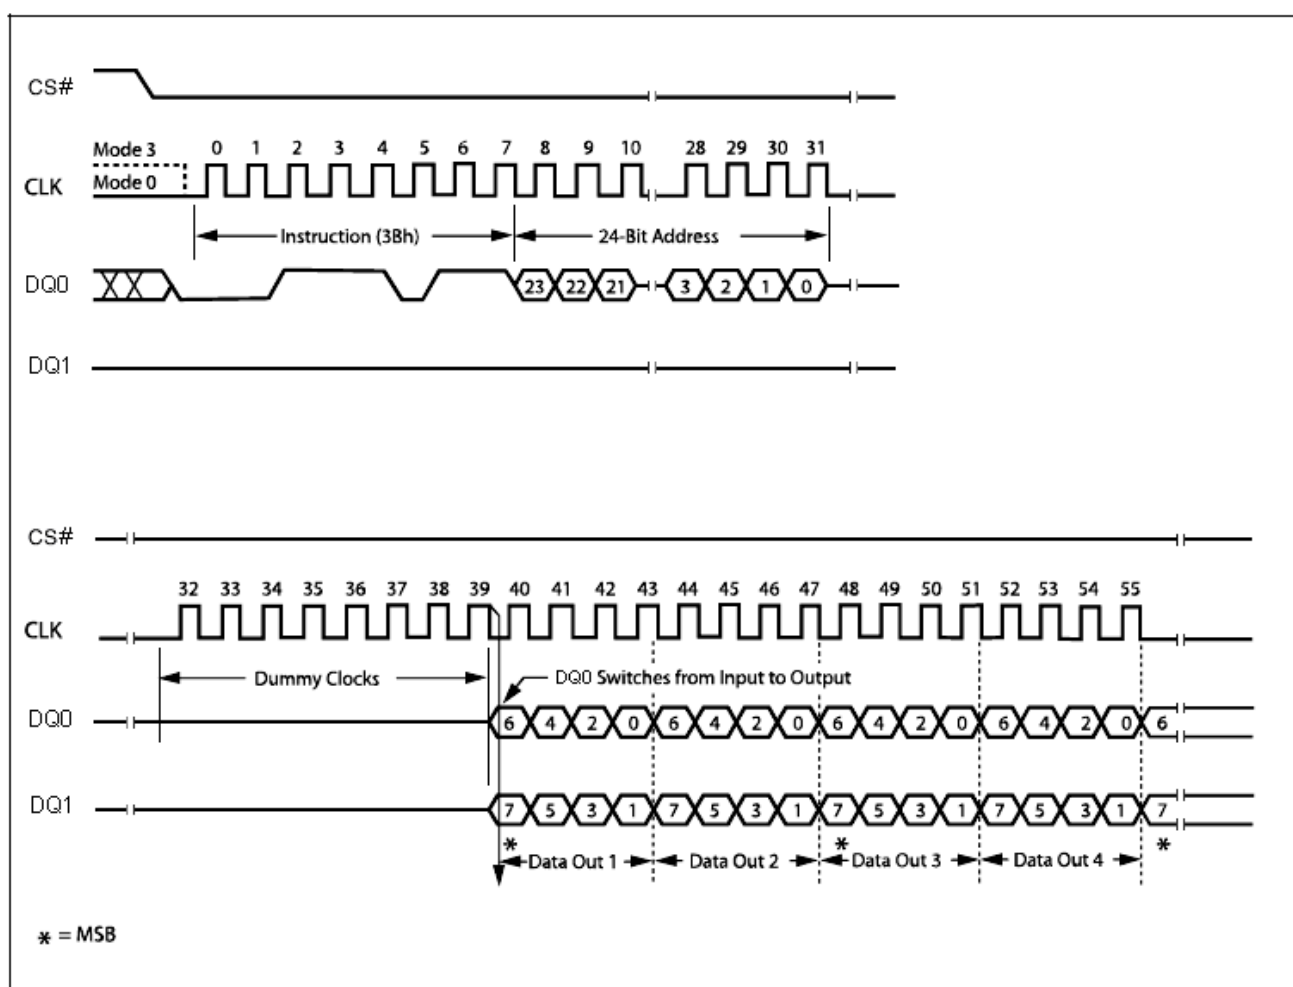 CS#
Mode 3
0 1 2 3 4 5 6 7 8 9 10 28 29 30 31
CLK
Mode 0
Instruction (3Bh) 24-Bit Address
DQ0 23 22 21 3 2 1 0
DQ1
CS#
32 33 34 35 36 37 38 39 40 41 42 43 44 45 46 47 48 49 50 51 52 53 54 55
CLK
Dummy Clocks DQ0 Switches from Input to Output
DQ0 6 4 2 0 6 4 2 0 6 4 2 0 6 4 2 0 6
DQ1 7 5 3 1 7 5 3 1 7 5 3 1 7 5 3 1 7
* * *
Data Out 1 Data Out 2 Data Out 3 Data Out 4
* = MSB